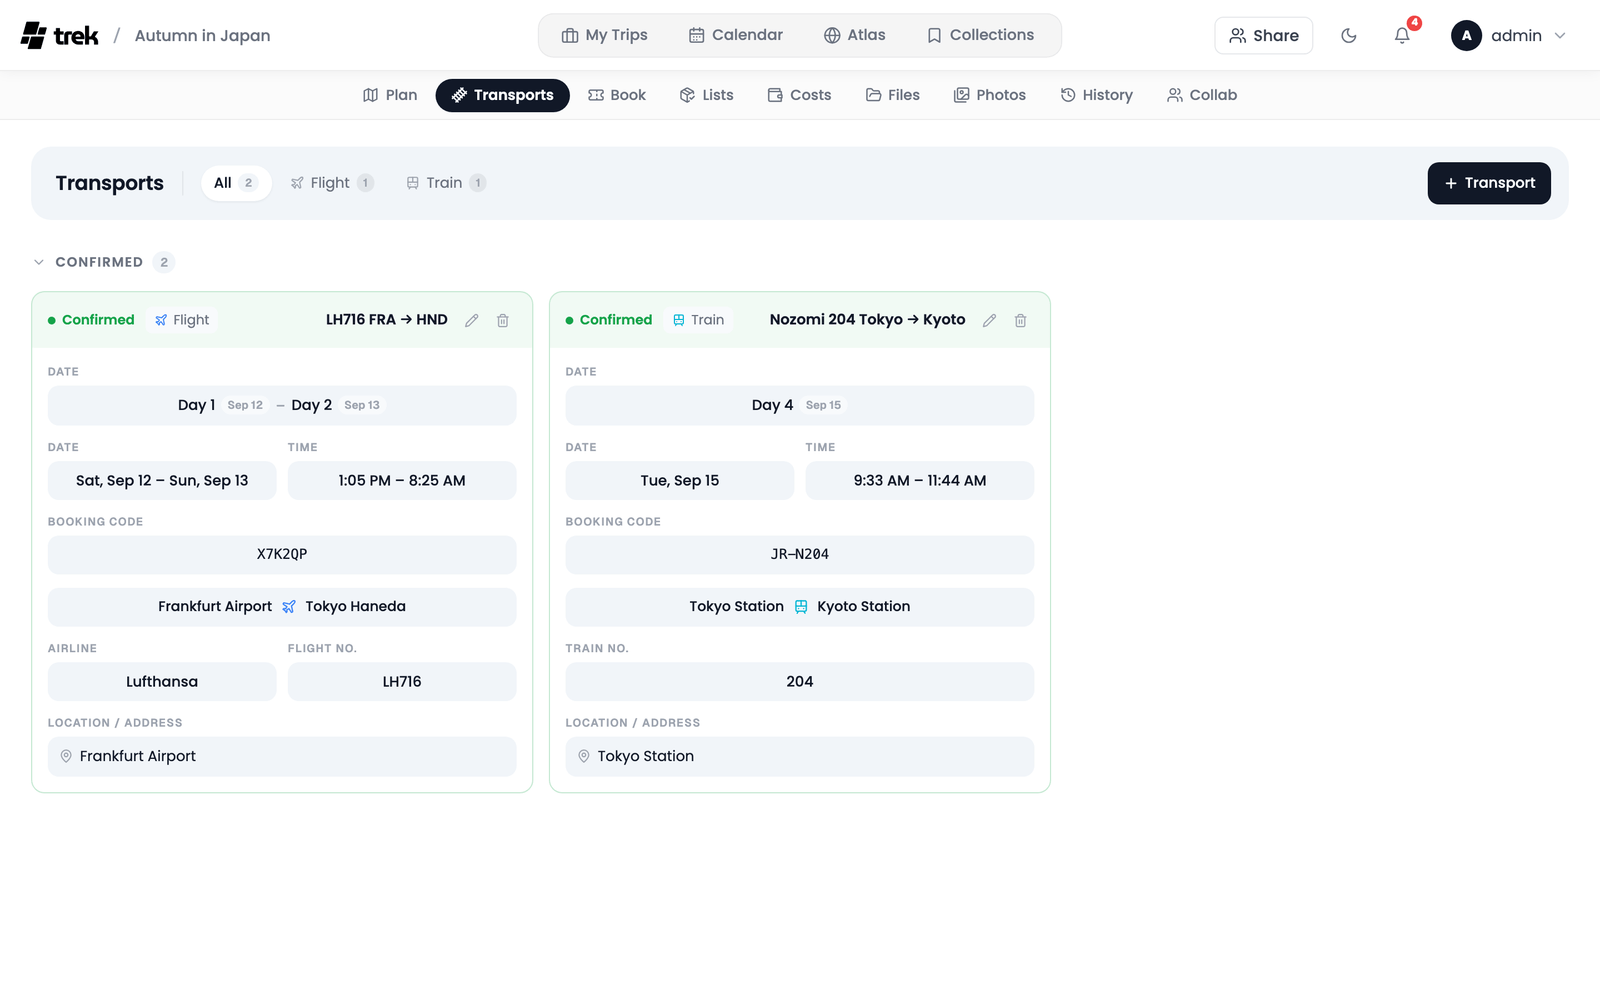 trek / Autumn in Japan
My Trips Calendar Atlas Collections
Share 4 A admin
Plan Transports Book Lists Costs Files Photos History Collab
Transports All 2 Flight 1 Train 1 + Transport
CONFIRMED 2
Confirmed Flight LH716 FRA → HND
DATE
Day 1 Sep 12 – Day 2 Sep 13
DATE TIME
Sat, Sep 12 – Sun, Sep 13 1:05 PM – 8:25 AM
BOOKING CODE
X7K2QP
Frankfurt Airport Tokyo Haneda
AIRLINE FLIGHT NO.
Lufthansa LH716
LOCATION / ADDRESS
Frankfurt Airport
Confirmed Train Nozomi 204 Tokyo → Kyoto
DATE
Day 4 Sep 15
DATE TIME
Tue, Sep 15 9:33 AM – 11:44 AM
BOOKING CODE
JR-N204
Tokyo Station Kyoto Station
TRAIN NO.
204
LOCATION / ADDRESS
Tokyo Station